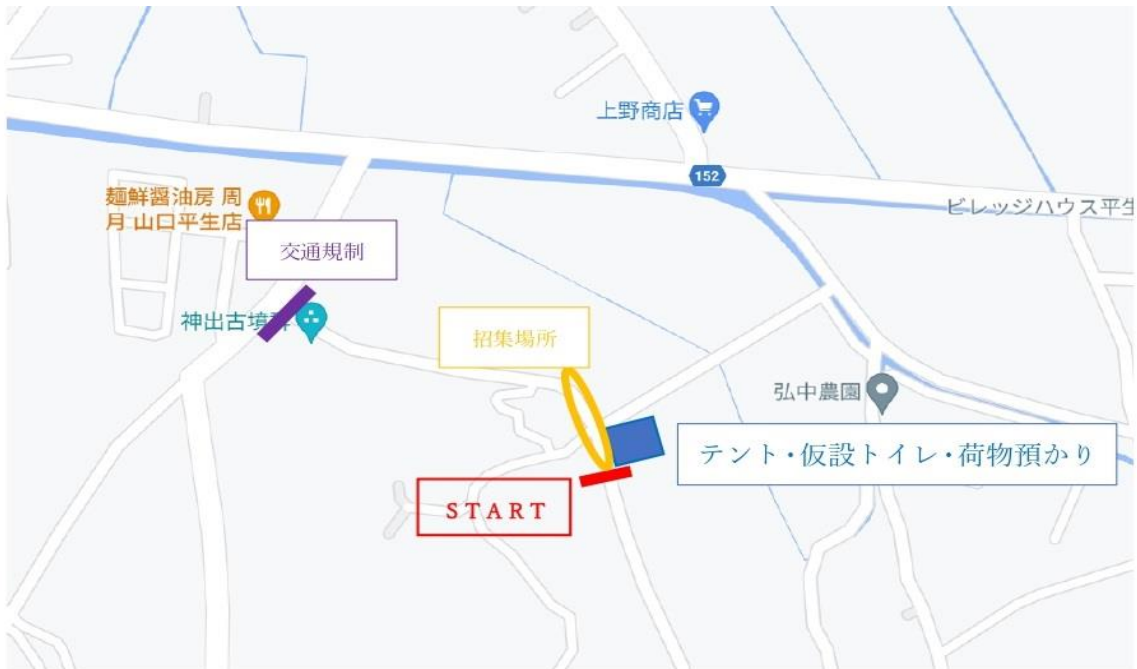 上野商店
152
麺鮮醤油房 周
月 山口平生店
ビレッジハウス平生
交通規制
神出古墳群
招集場所
弘中農園
テント・仮設トイレ・荷物預かり
START